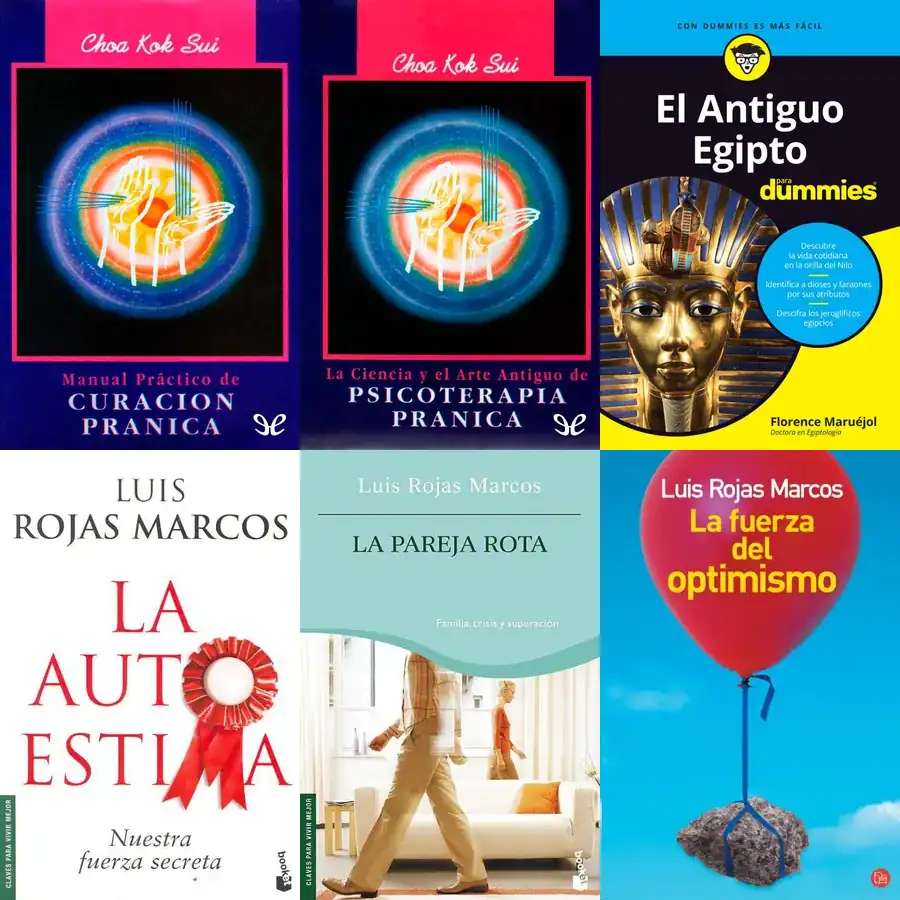 Choa Kok Sui
Manual Práctico de
CURACION
PRANICA
Choa Kok Sui
La Ciencia y el Arte Antiguo de
PSICOTERAPIA
PRANICA
CON DUMMIES ES MÁS FÁCIL
El Antiguo
Egipto
para
dummies®
Descubre
la vida cotidiana
en la orilla del Nilo
Identifica a dioses y faraones
por sus atributos
Descifra los jeroglíficos
egipcios
Florence Maruéjol
Doctora en Egiptología
LUIS
ROJAS MARCOS
LA
AUTO
ESTIMA
Nuestra
fuerza secreta
CLAVES PARA VIVIR MEJOR
booket
Luis Rojas Marcos
LA PAREJA ROTA
Familia, crisis y superación
CLAVES PARA VIVIR MEJOR
booket
Luis Rojas Marcos
La fuerza
del
optimismo